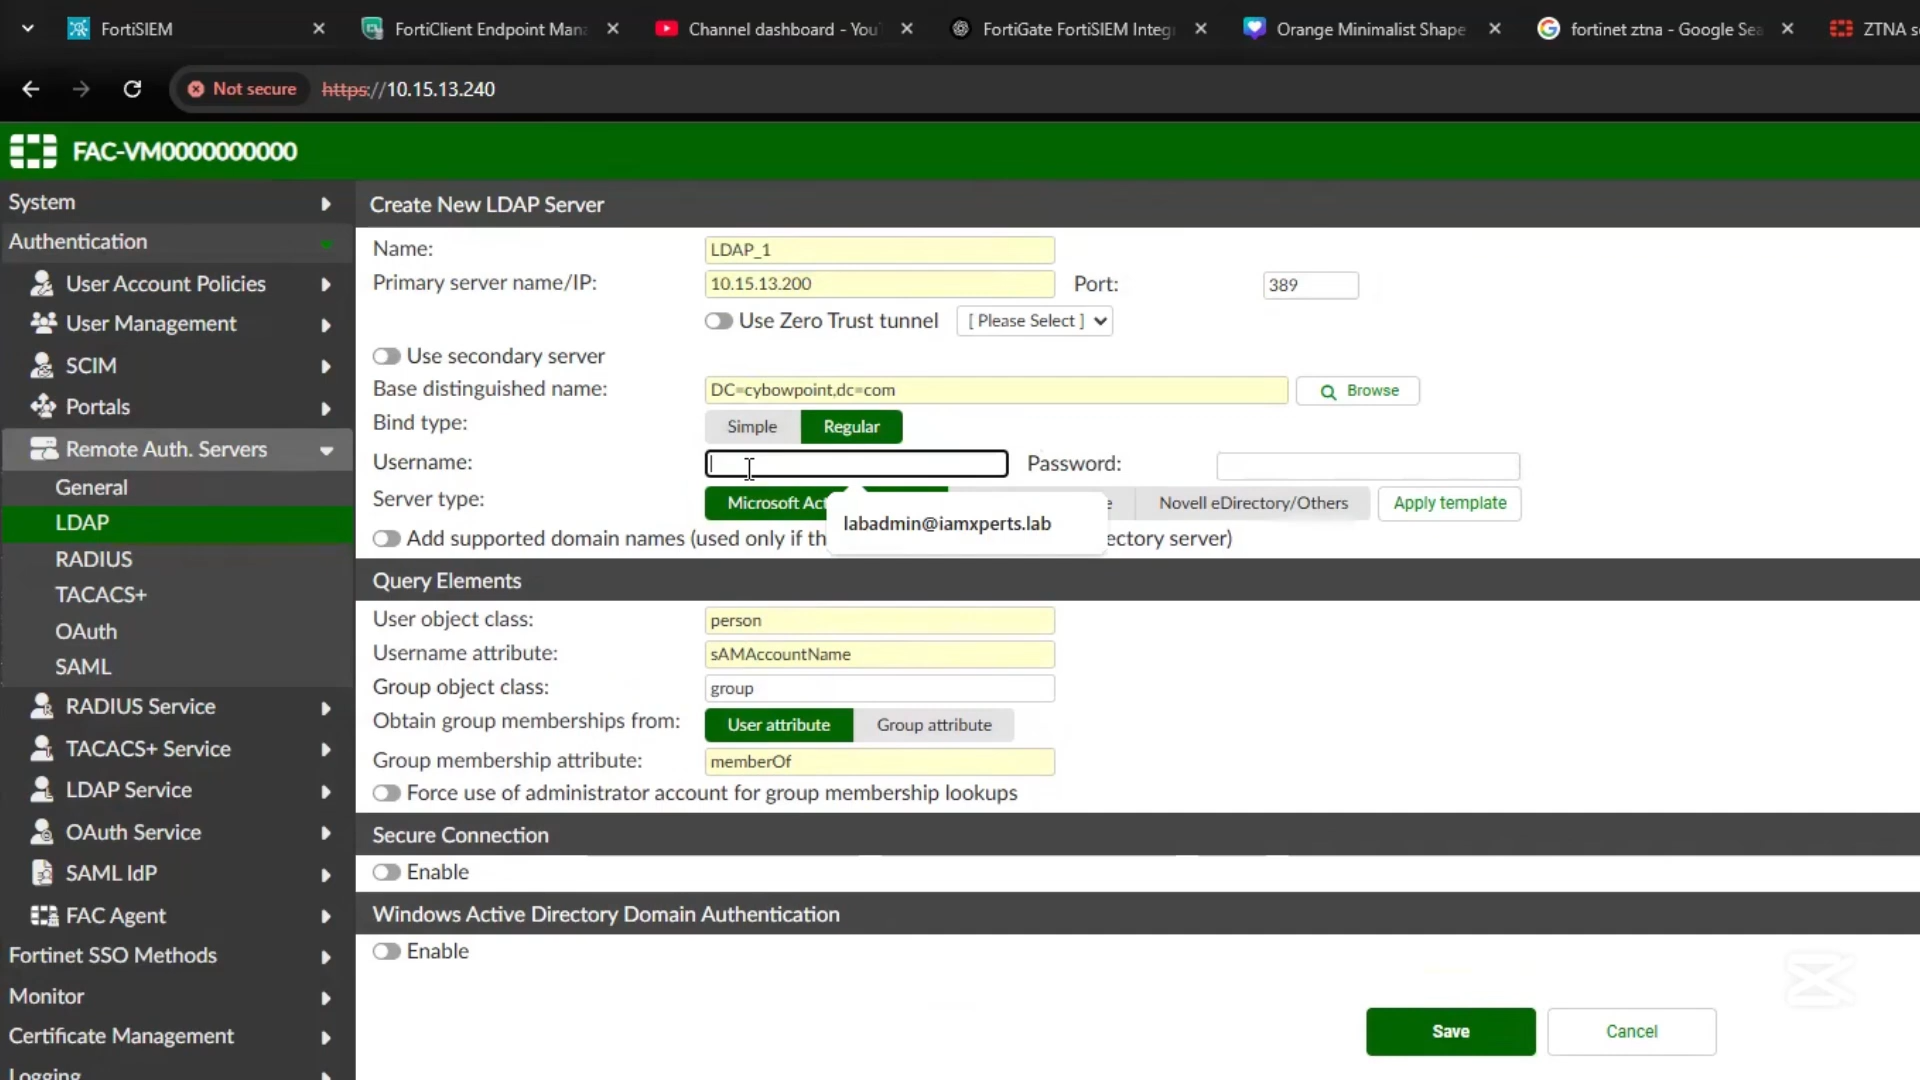 FortiSIEM
FortiClient Endpoint Mana
Channel dashboard - You
FortiGate FortiSIEM Integ
Orange Minimalist Shape
fortinet ztna - Google Sea
ZTNA s
Not secure
https://10.15.13.240
FAC-VM0000000000
System
Authentication
User Account Policies
User Management
SCIM
Portals
Remote Auth. Servers
General
LDAP
RADIUS
TACACS+
OAuth
SAML
RADIUS Service
TACACS+ Service
LDAP Service
OAuth Service
SAML IdP
FAC Agent
Fortinet SSO Methods
Monitor
Certificate Management
Logging
Create New LDAP Server
Name: LDAP_1
Primary server name/IP: 10.15.13.200 Port: 389
Use Zero Trust tunnel [ Please Select ]
Use secondary server
Base distinguished name: DC=cybowpoint,dc=com Browse
Bind type: Simple Regular
Username: Password:
Server type: Microsoft Act e Novell eDirectory/Others Apply template
labadmin@iamxperts.lab
Add supported domain names (used only if th ectory server)
Query Elements
User object class: person
Username attribute: sAMAccountName
Group object class: group
Obtain group memberships from: User attribute Group attribute
Group membership attribute: memberOf
Force use of administrator account for group membership lookups
Secure Connection
Enable
Windows Active Directory Domain Authentication
Enable
Save Cancel